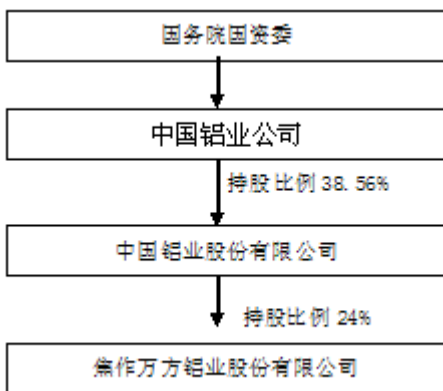 国务院国资委
中国铝业公司
持股比例 38.56%
中国铝业股份有限公司
持股比例 24%
焦作万方铝业股份有限公司